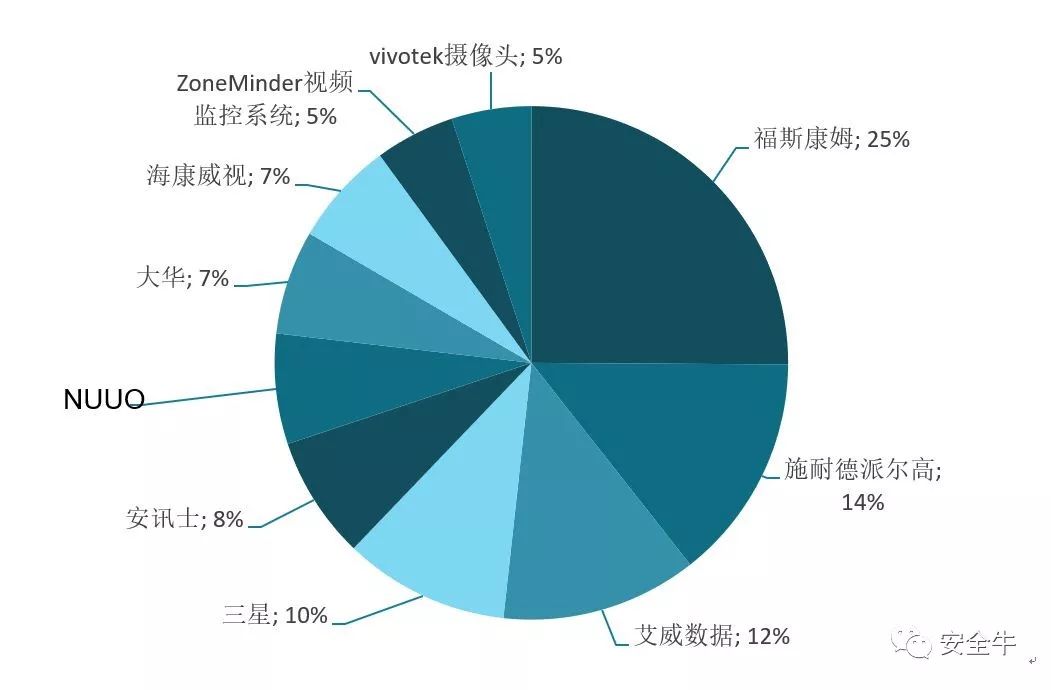 vivotek摄像头; 5%
ZoneMinder视频
监控系统; 5%
福斯康姆; 25%
海康威视; 7%
大华; 7%
NUUO
施耐德派尔高;
14%
安讯士; 8%
三星; 10%
艾威数据; 12%
安全牛